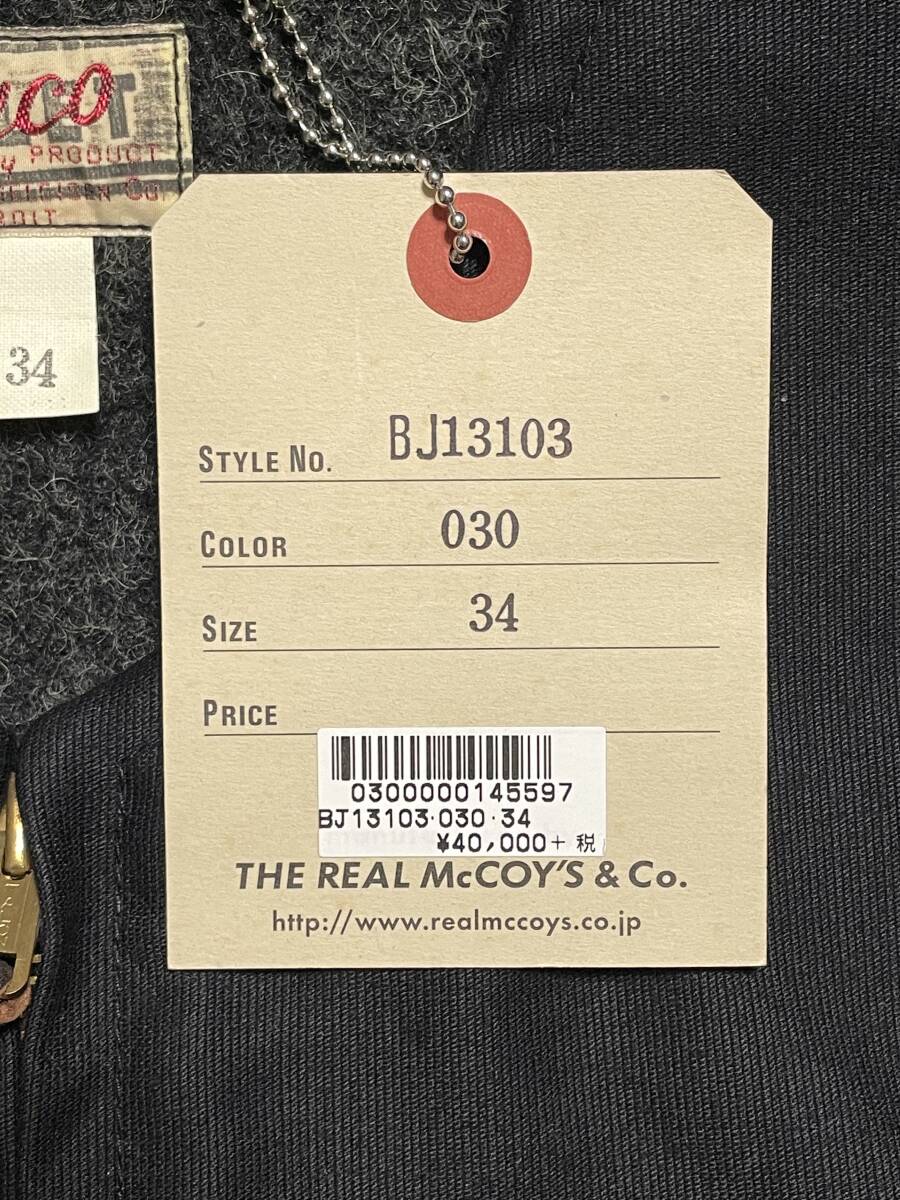 PRODUCT
34
STYLE No. BJ13103
COLOR 030
SIZE 34
PRICE
0300000145597
BJ13103·030·34
¥40,000+ 税
THE REAL McCOY'S & Co.
http://www.realmccoys.co.jp